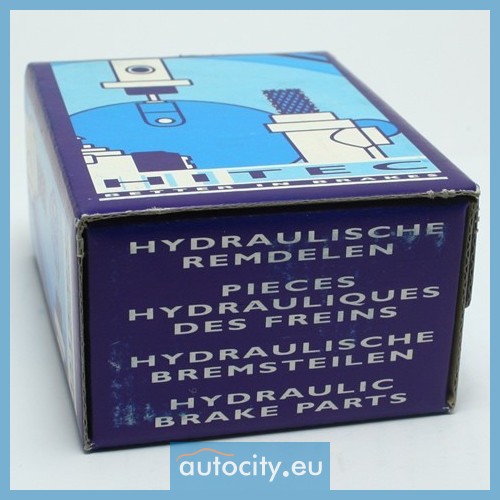 HITEC
BETTER IN BRAKES
HYDRAULISCHE
REMDELEN
PIECES
HYDRAULIQUES
DES FREINS
HYDRAULISCHE
BREMSTEILEN
HYDRAULIC
BRAKE PARTS
autocity.eu